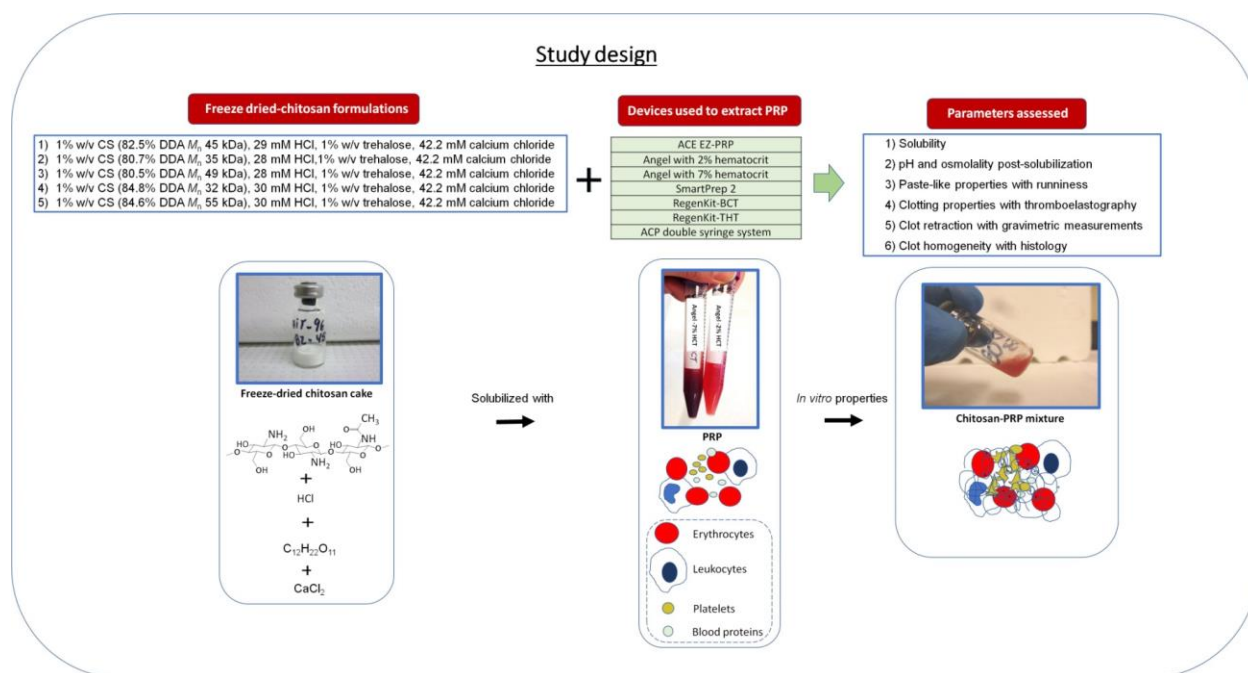 Study design
Freeze dried-chitosan formulations
1) 1% w/v CS (82.5% DDA Mn 45 kDa), 29 mM HCl, 1% w/v trehalose, 42.2 mM calcium chloride
2) 1% w/v CS (80.7% DDA Mn 35 kDa), 28 mM HCl,1% w/v trehalose, 42.2 mM calcium chloride
3) 1% w/v CS (80.5% DDA Mn 49 kDa), 28 mM HCl, 1% w/v trehalose, 42.2 mM calcium chloride
4) 1% w/v CS (84.8% DDA Mn 32 kDa), 30 mM HCl, 1% w/v trehalose, 42.2 mM calcium chloride
5) 1% w/v CS (84.6% DDA Mn 55 kDa), 30 mM HCl, 1% w/v trehalose, 42.2 mM calcium chloride
+
Devices used to extract PRP
ACE EZ-PRP
Angel with 2% hematocrit
Angel with 7% hematocrit
SmartPrep 2
RegenKit-BCT
RegenKit-THT
ACP double syringe system
Parameters assessed
1) Solubility
2) pH and osmolality post-solubilization
3) Paste-like properties with runniness
4) Clotting properties with thromboelastography
5) Clot retraction with gravimetric measurements
6) Clot homogeneity with histology
Freeze-dried chitosan cake
HO
NH2
OH
HO
O
CH3
NH
OH
HO
NH2
OH
+
HCl
+
C12H22O11
+
CaCl2
Solubilized with
Angel -7% HCT
Angel -2% HCT
PRP
Erythrocytes
Leukocytes
Platelets
Blood proteins
In vitro properties
Chitosan-PRP mixture